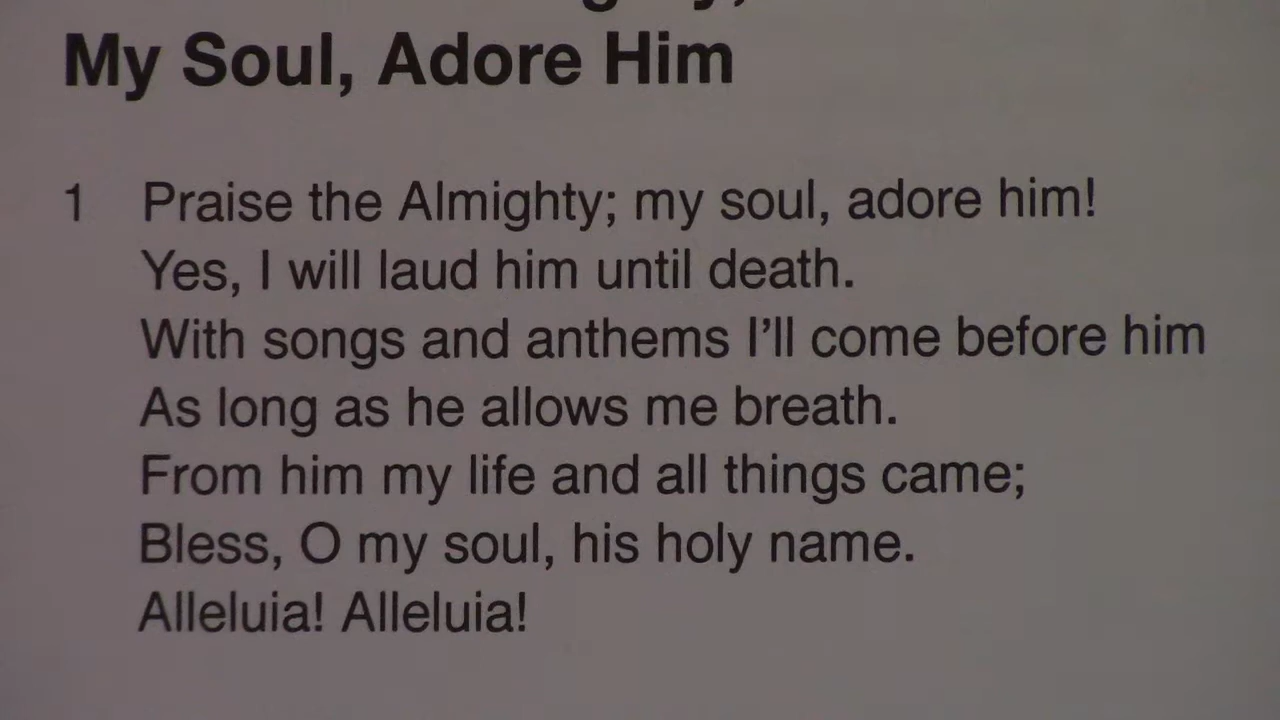 My Soul, Adore Him
1 Praise the Almighty; my soul, adore him!
Yes, I will laud him until death.
With songs and anthems I’ll come before him
As long as he allows me breath.
From him my life and all things came;
Bless, O my soul, his holy name.
Alleluia! Alleluia!